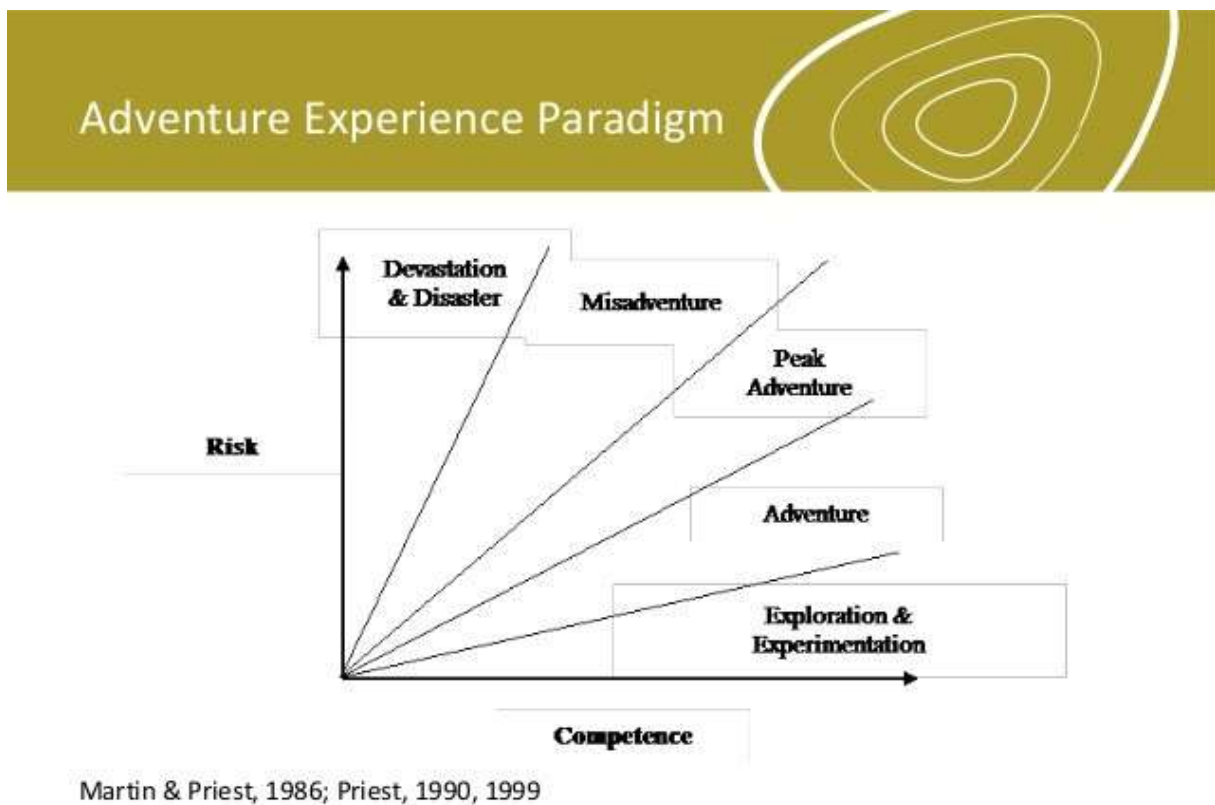 Adventure Experience Paradigm
Devastation
& Disaster
Misadventure
Peak
Adventure
Risk
Adventure
Exploration &
Experimentation
Competence
Martin & Priest, 1986; Priest, 1990, 1999